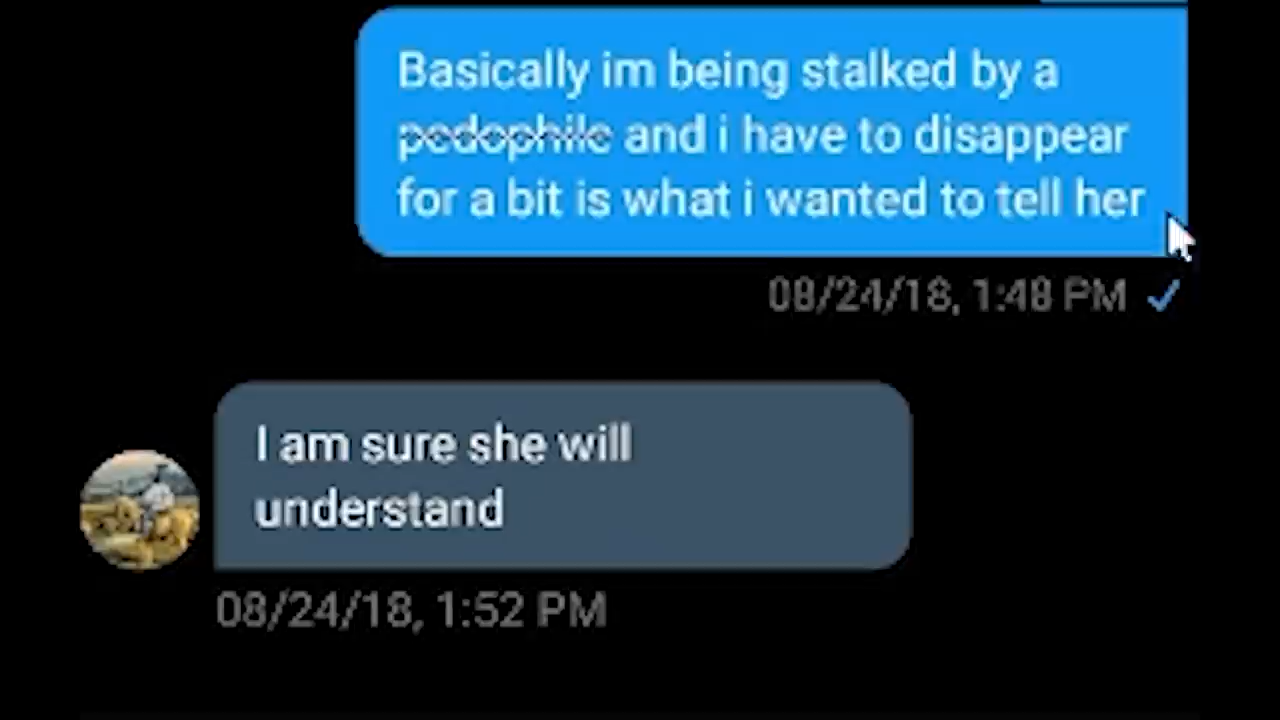 Basically im being stalked by a
pedophile and i have to disappear
for a bit is what i wanted to tell her
08/24/18, 1:48 PM
I am sure she will
understand
08/24/18, 1:52 PM